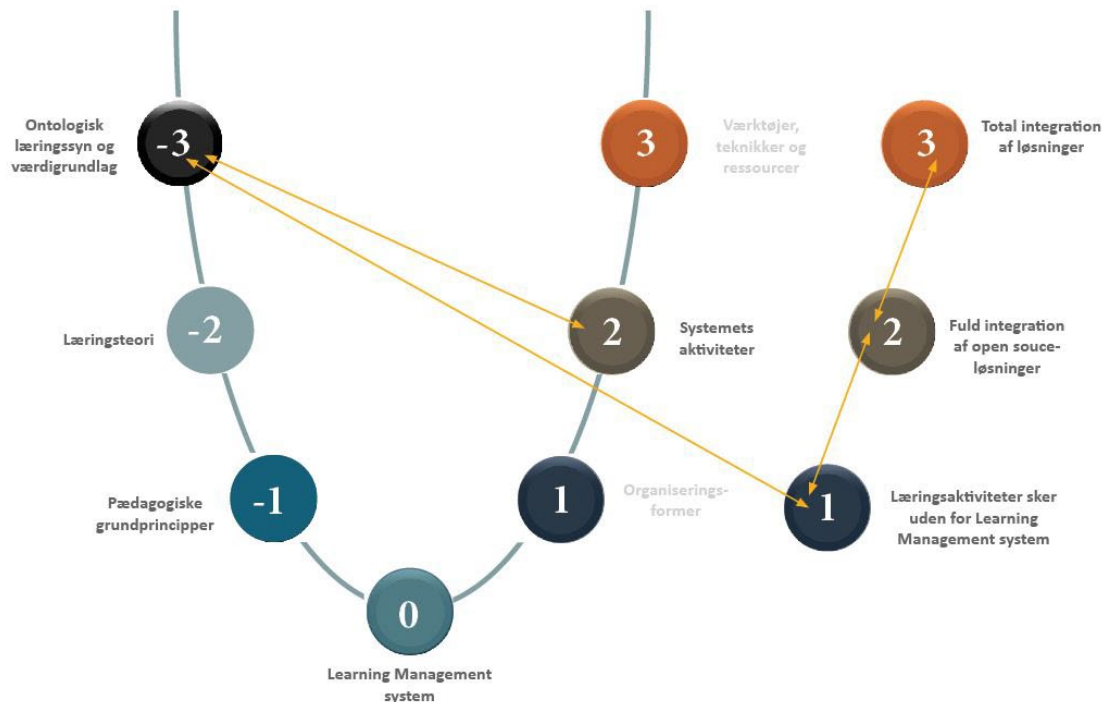 Ontologisk
læringssyn og
værdigrundlag
-3
3
Værktøjer,
teknikker og
ressourcer
3
Total integration
af løsninger
Læringsteori
-2
2
Systemets
aktiviteter
2
Fuld integration
af open souce-
løsninger
Pædagogiske
grundprincipper
-1
1
Organiserings-
former
1
Læringsaktiviteter sker
uden for Learning
Management system
0
Learning Management
system